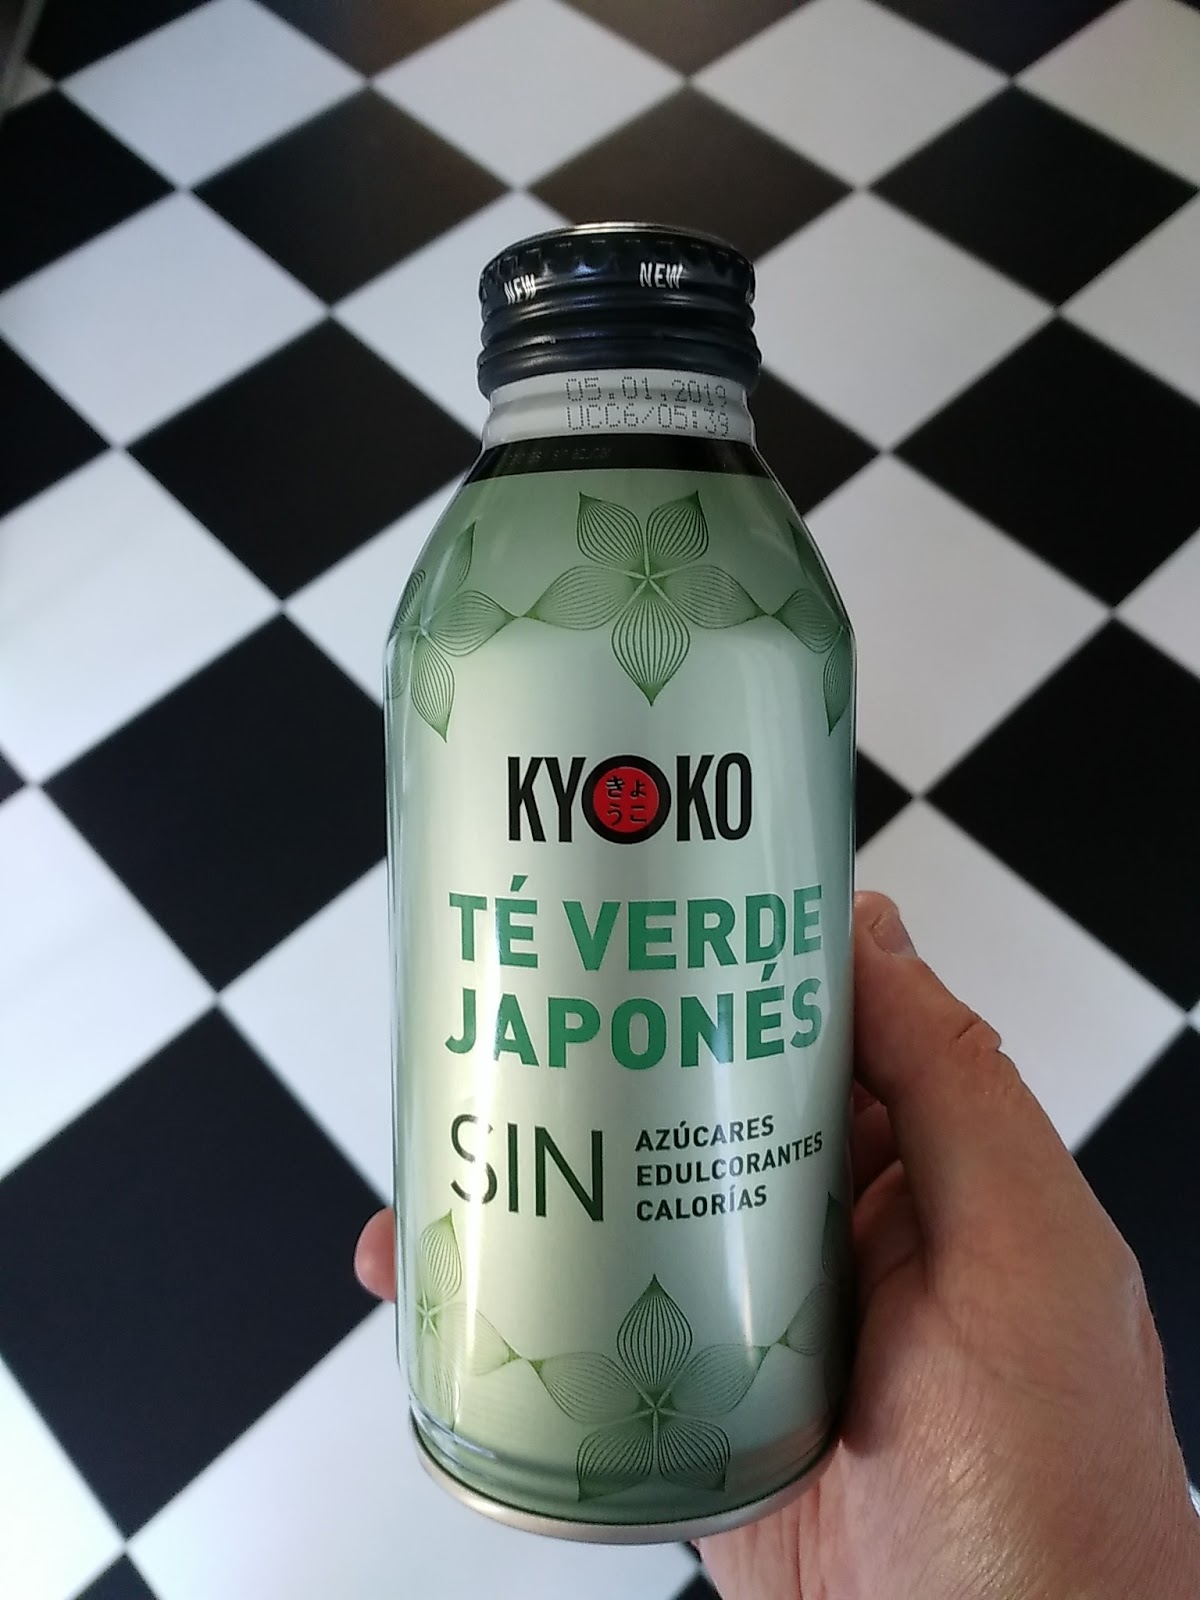 NEW NEW
05.01.2019
UCC6/05:39
KYOKO
きょ
うこ
TÉ VERDE
JAPONÉS
SIN
AZÚCARES
EDULCORANTES
CALORÍAS